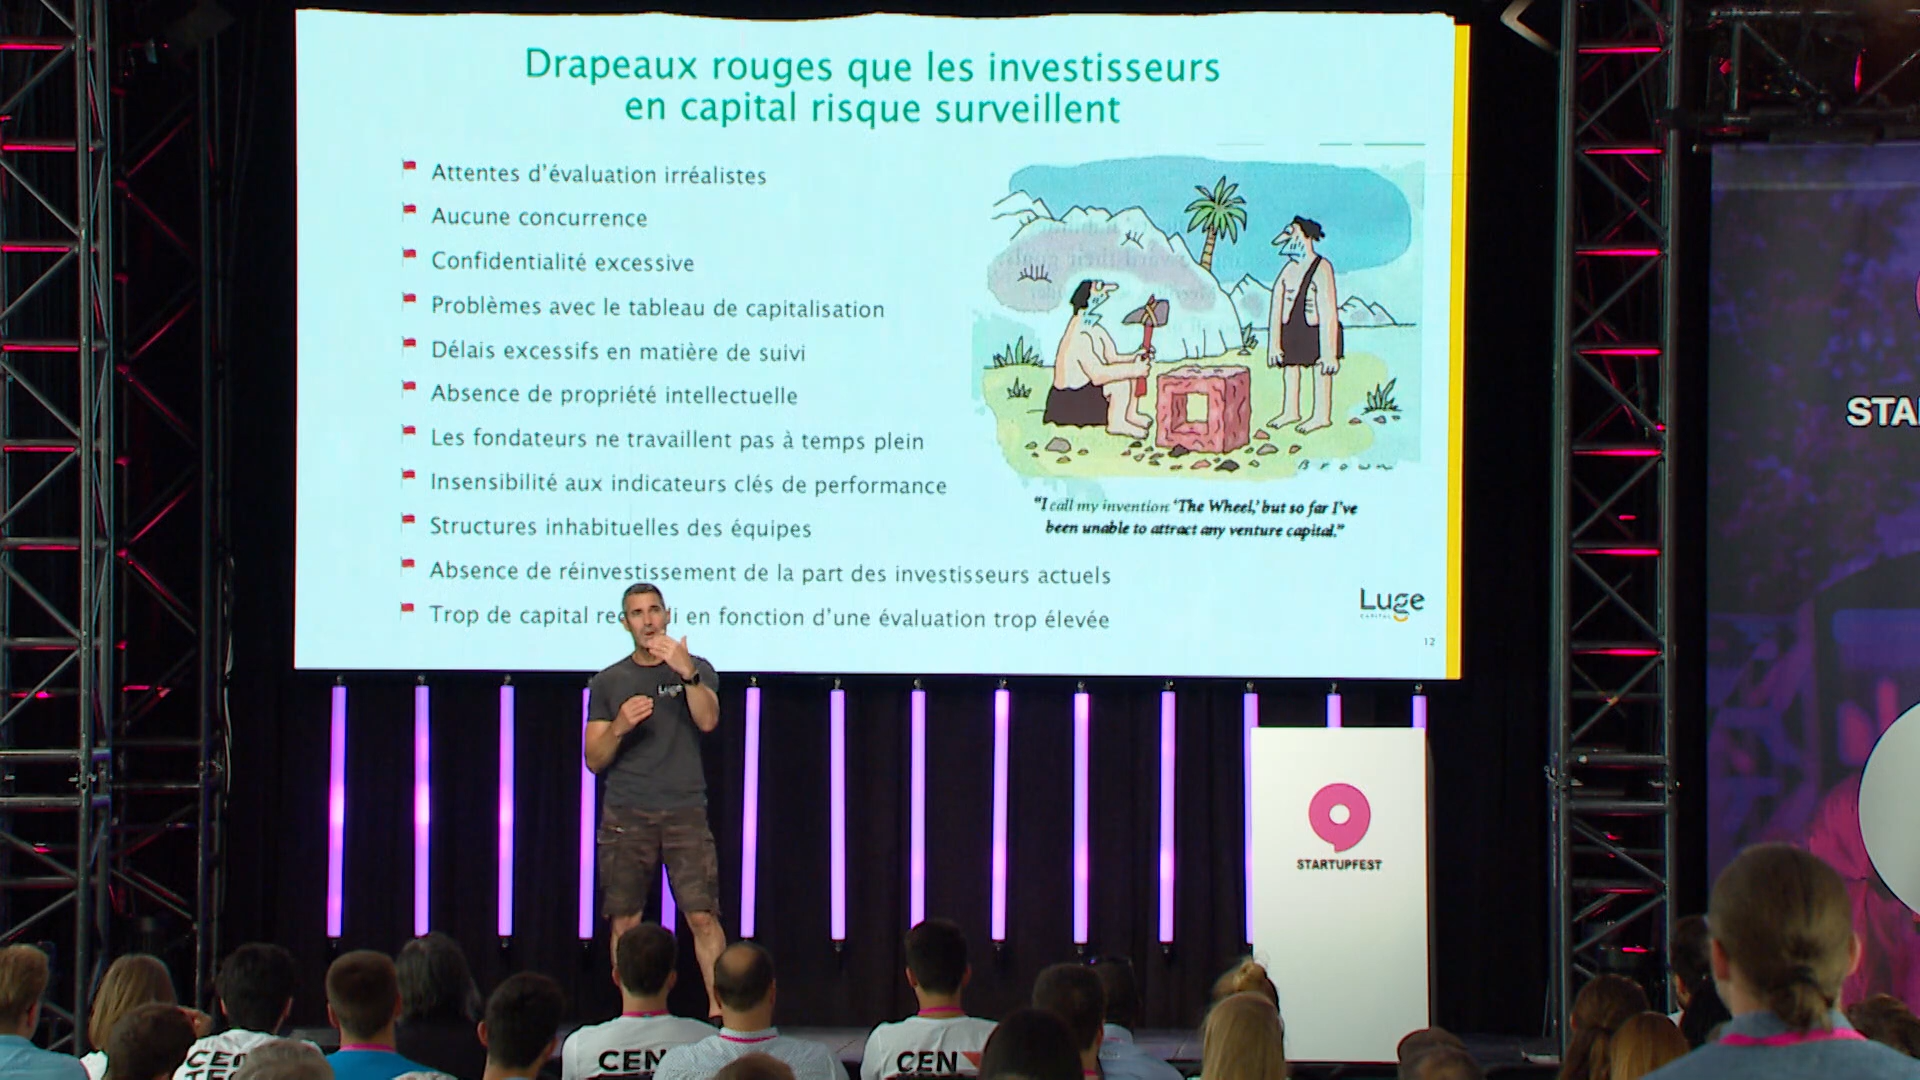 Drapeaux rouges que les investisseurs
en capital risque surveillent
Attentes d'évaluation irréalistes
Aucune concurrence
Confidentialité excessive
Problèmes avec le tableau de capitalisation
Délais excessifs en matière de suivi
Absence de propriété intellectuelle
Les fondateurs ne travaillent pas à temps plein
Insensibilité aux indicateurs clés de performance
Structures inhabituelles des équipes
Absence de réinvestissement de la part des investisseurs actuels
Trop de capital en fonction d'une évaluation trop élevée
BROWN
"I call my invention 'The Wheel,' but so far I've
been unable to attract any venture capital."
Luge
CAPITAL
12
Luge
STARTUPFEST
STA
CEN
CEN